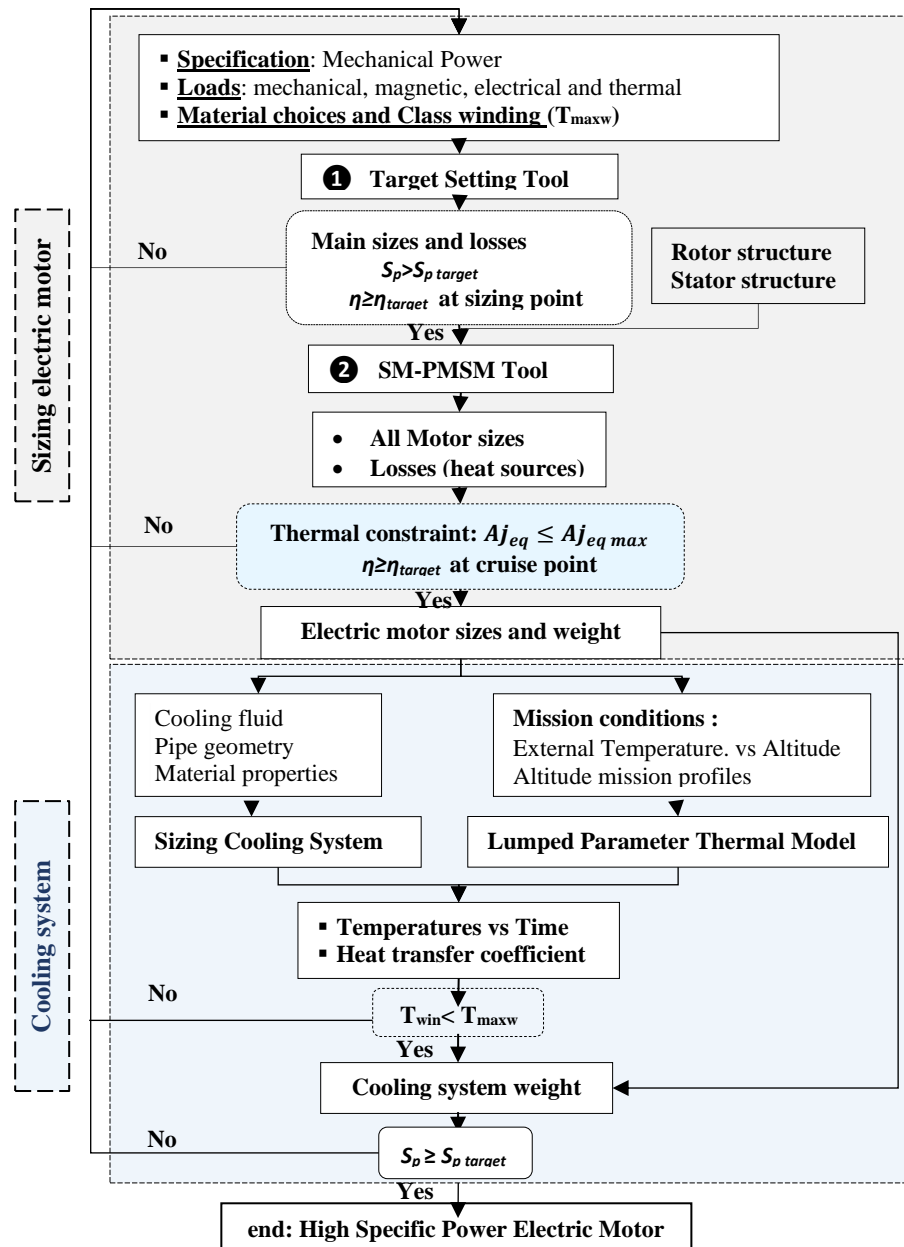 ▪ Specification: Mechanical Power
▪ Loads: mechanical, magnetic, electrical and thermal
▪ Material choices and Class winding (Tmaxw)
❶ Target Setting Tool
No
Main sizes and losses
Sp>Sp target
η≥ηtarget at sizing point
Rotor structure
Stator structure
Yes
❷ SM-PMSM Tool
Sizing electric motor
• All Motor sizes
• Losses (heat sources)
No
Thermal constraint: Ajeq ≤ Ajeq max
η≥ηtarget at cruise point
Yes
Electric motor sizes and weight
Cooling fluid
Pipe geometry
Material properties
Mission conditions :
External Temperature. vs Altitude
Altitude mission profiles
Sizing Cooling System
Lumped Parameter Thermal Model
Cooling system
▪ Temperatures vs Time
▪ Heat transfer coefficient
No
Twin< Tmaxw
Yes
Cooling system weight
No
Sp ≥ Sp target
Yes
end: High Specific Power Electric Motor